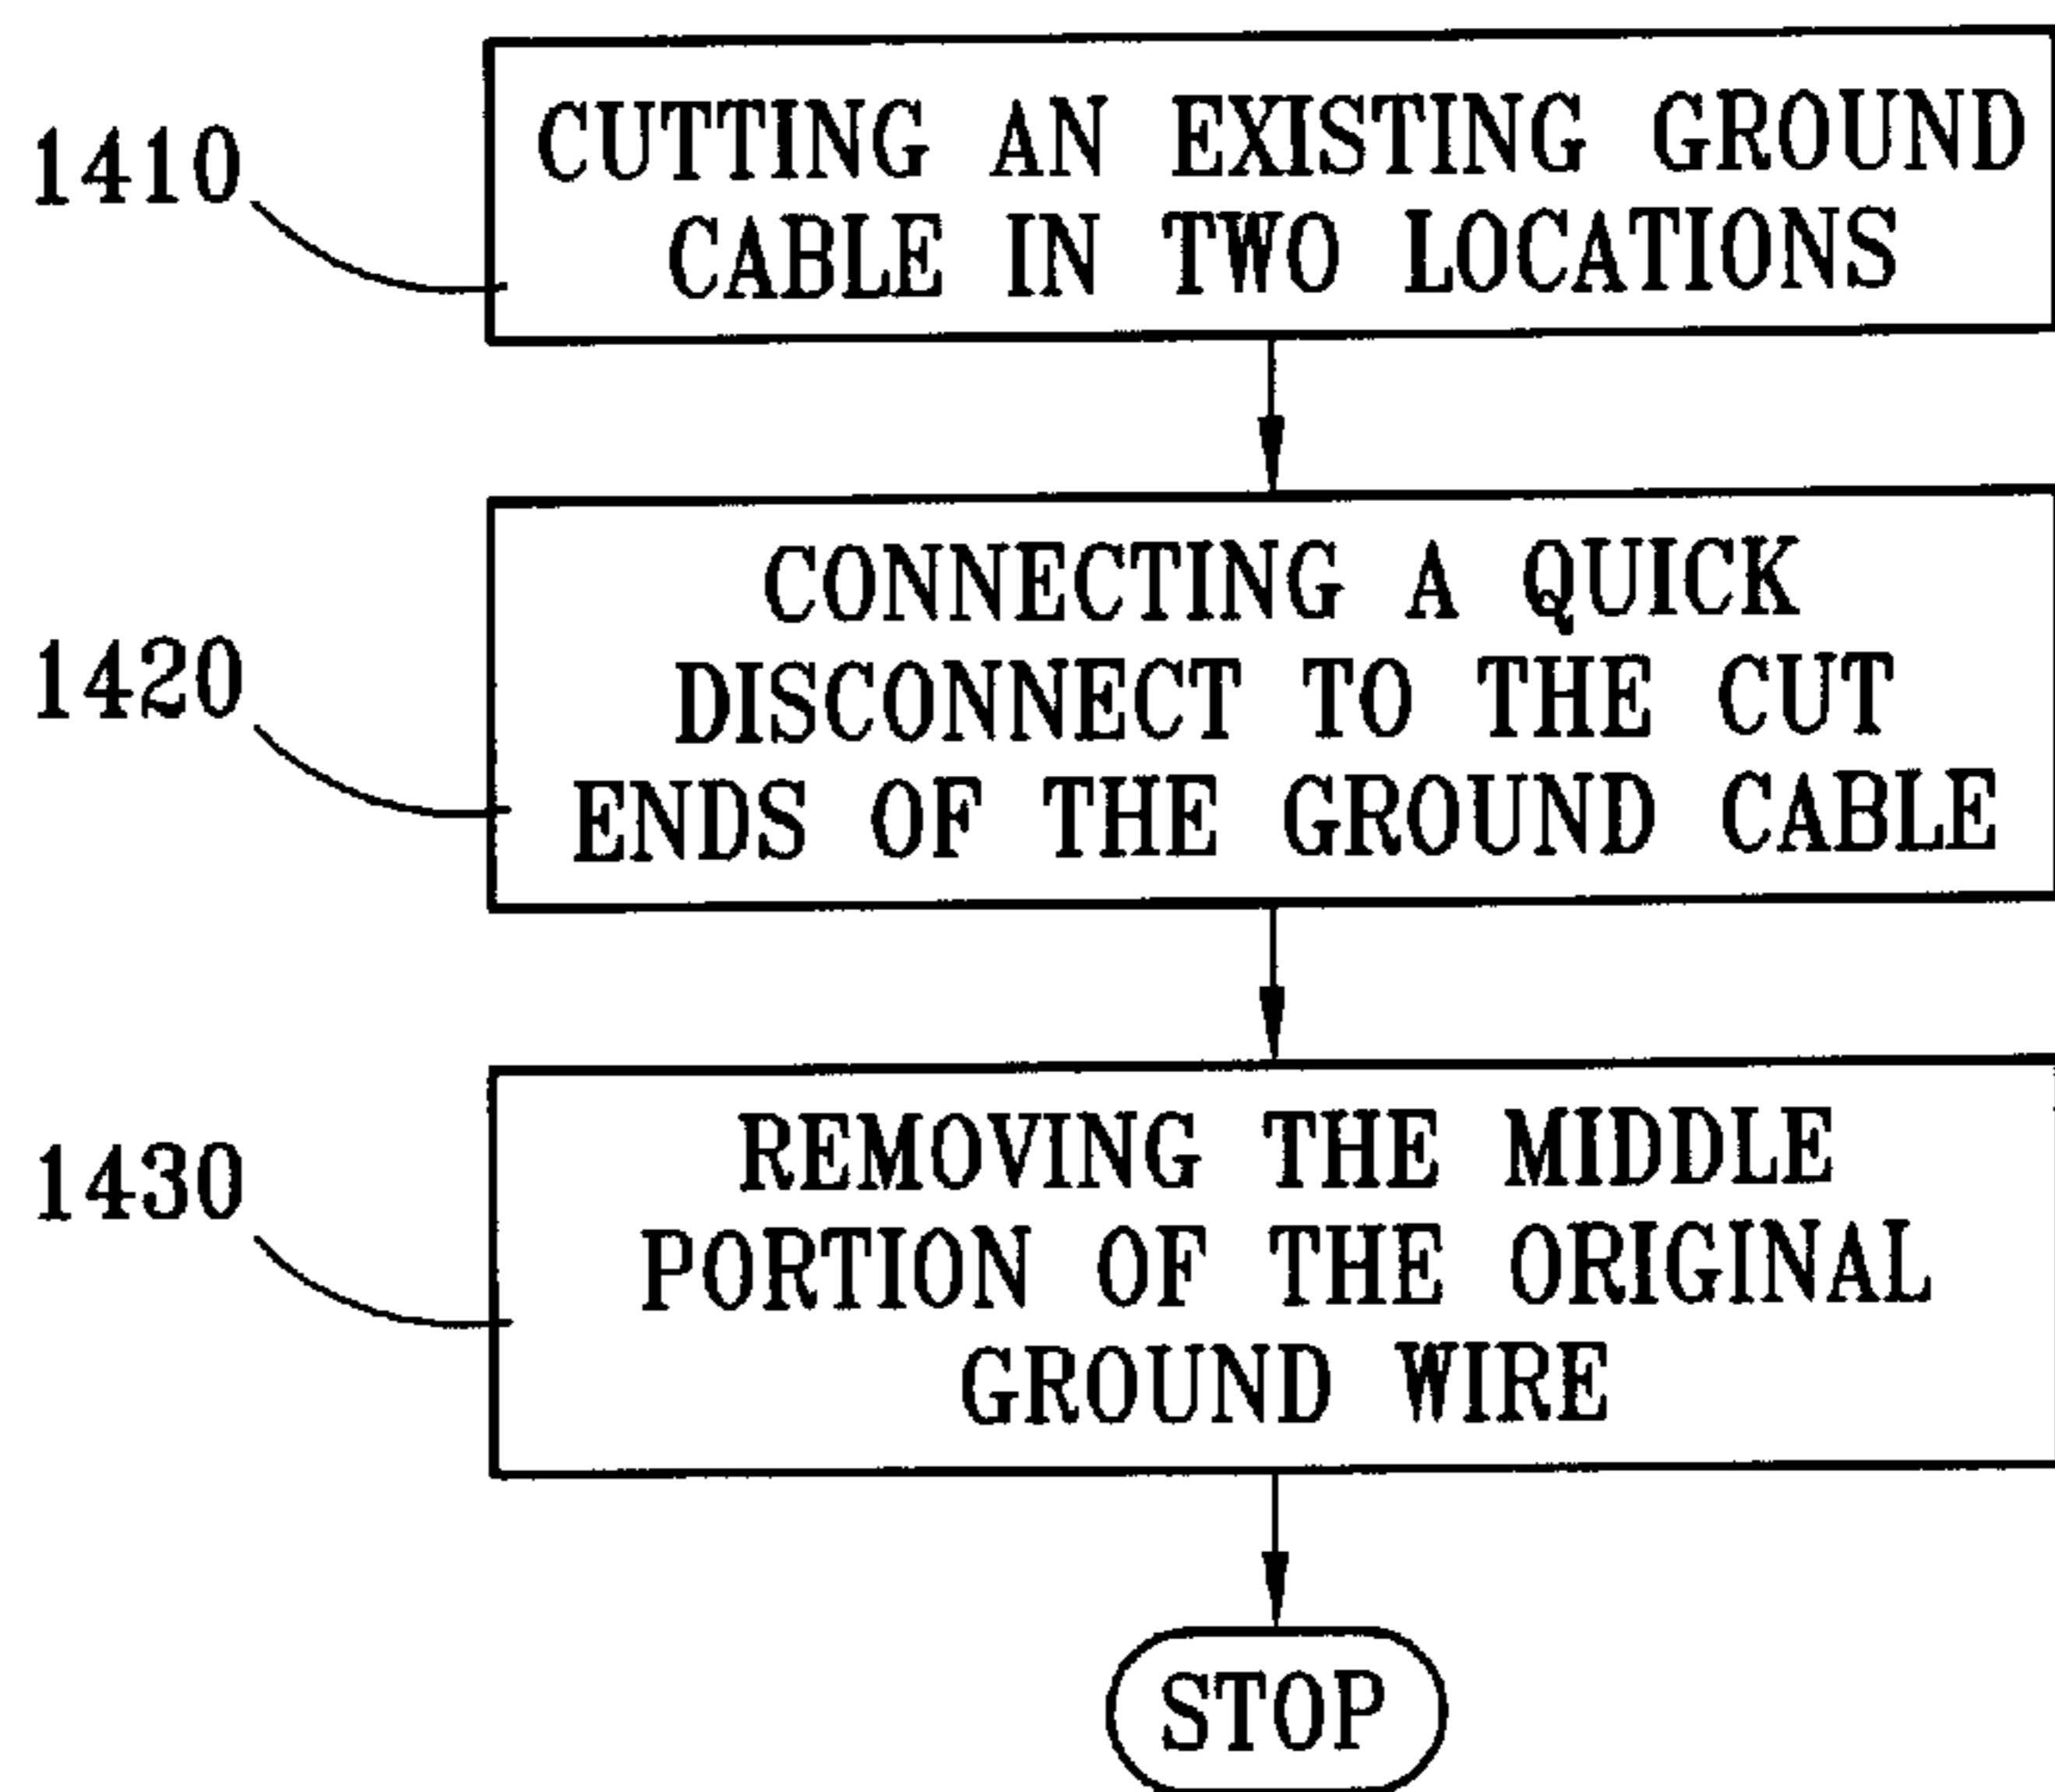 1410
CUTTING AN EXISTING GROUND
CABLE IN TWO LOCATIONS
1420
CONNECTING A QUICK
DISCONNECT TO THE CUT
ENDS OF THE GROUND CABLE
1430
REMOVING THE MIDDLE
PORTION OF THE ORIGINAL
GROUND WIRE
STOP